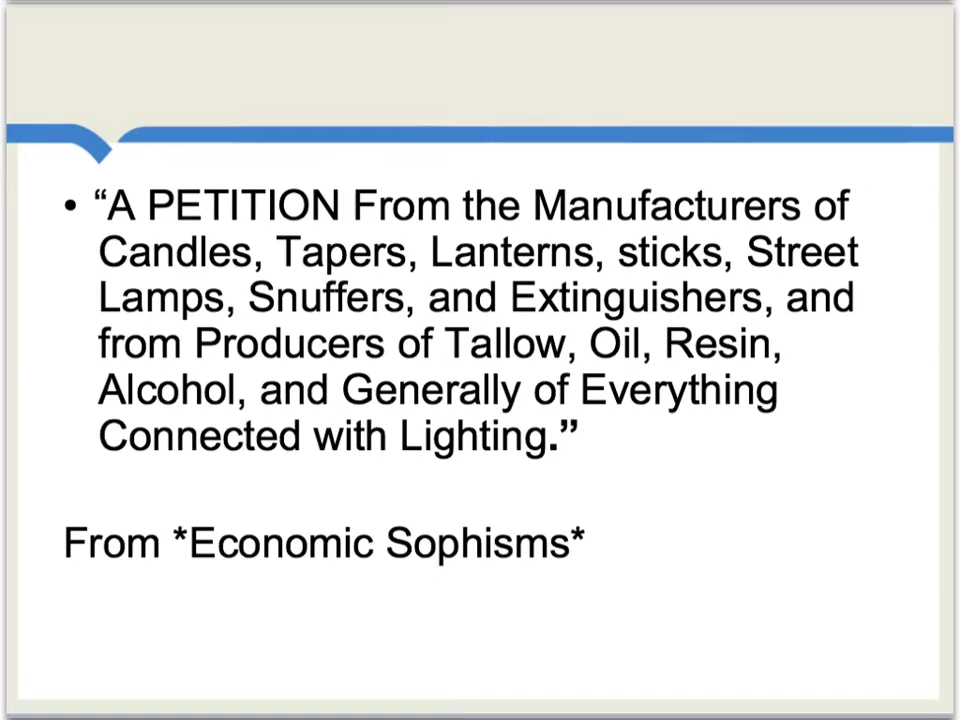 • “A PETITION From the Manufacturers of
Candles, Tapers, Lanterns, sticks, Street
Lamps, Snuffers, and Extinguishers, and
from Producers of Tallow, Oil, Resin,
Alcohol, and Generally of Everything
Connected with Lighting.”
From *Economic Sophisms*